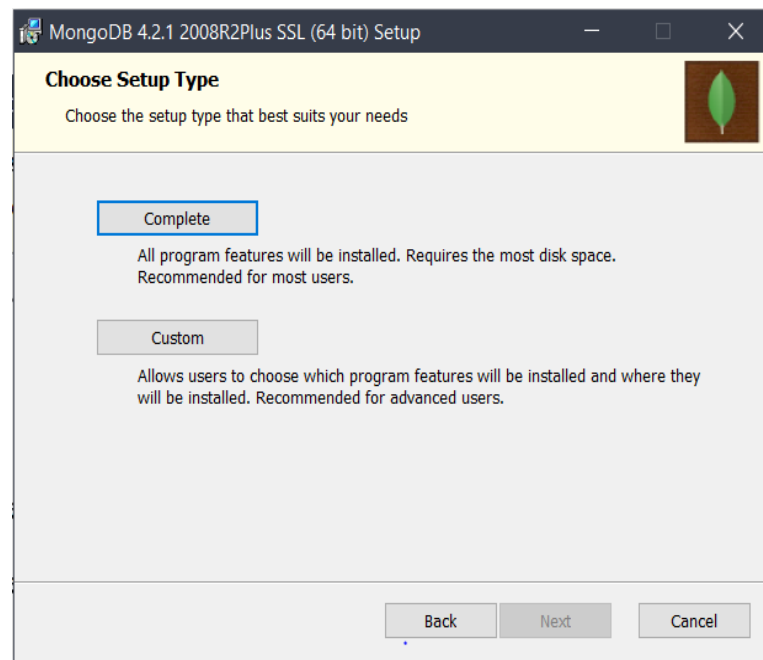 MongoDB 4.2.1 2008R2Plus SSL (64 bit) Setup
Choose Setup Type
Choose the setup type that best suits your needs
Complete
All program features will be installed. Requires the most disk space.
Recommended for most users.
Custom
Allows users to choose which program features will be installed and where they
will be installed. Recommended for advanced users.
Back Next Cancel